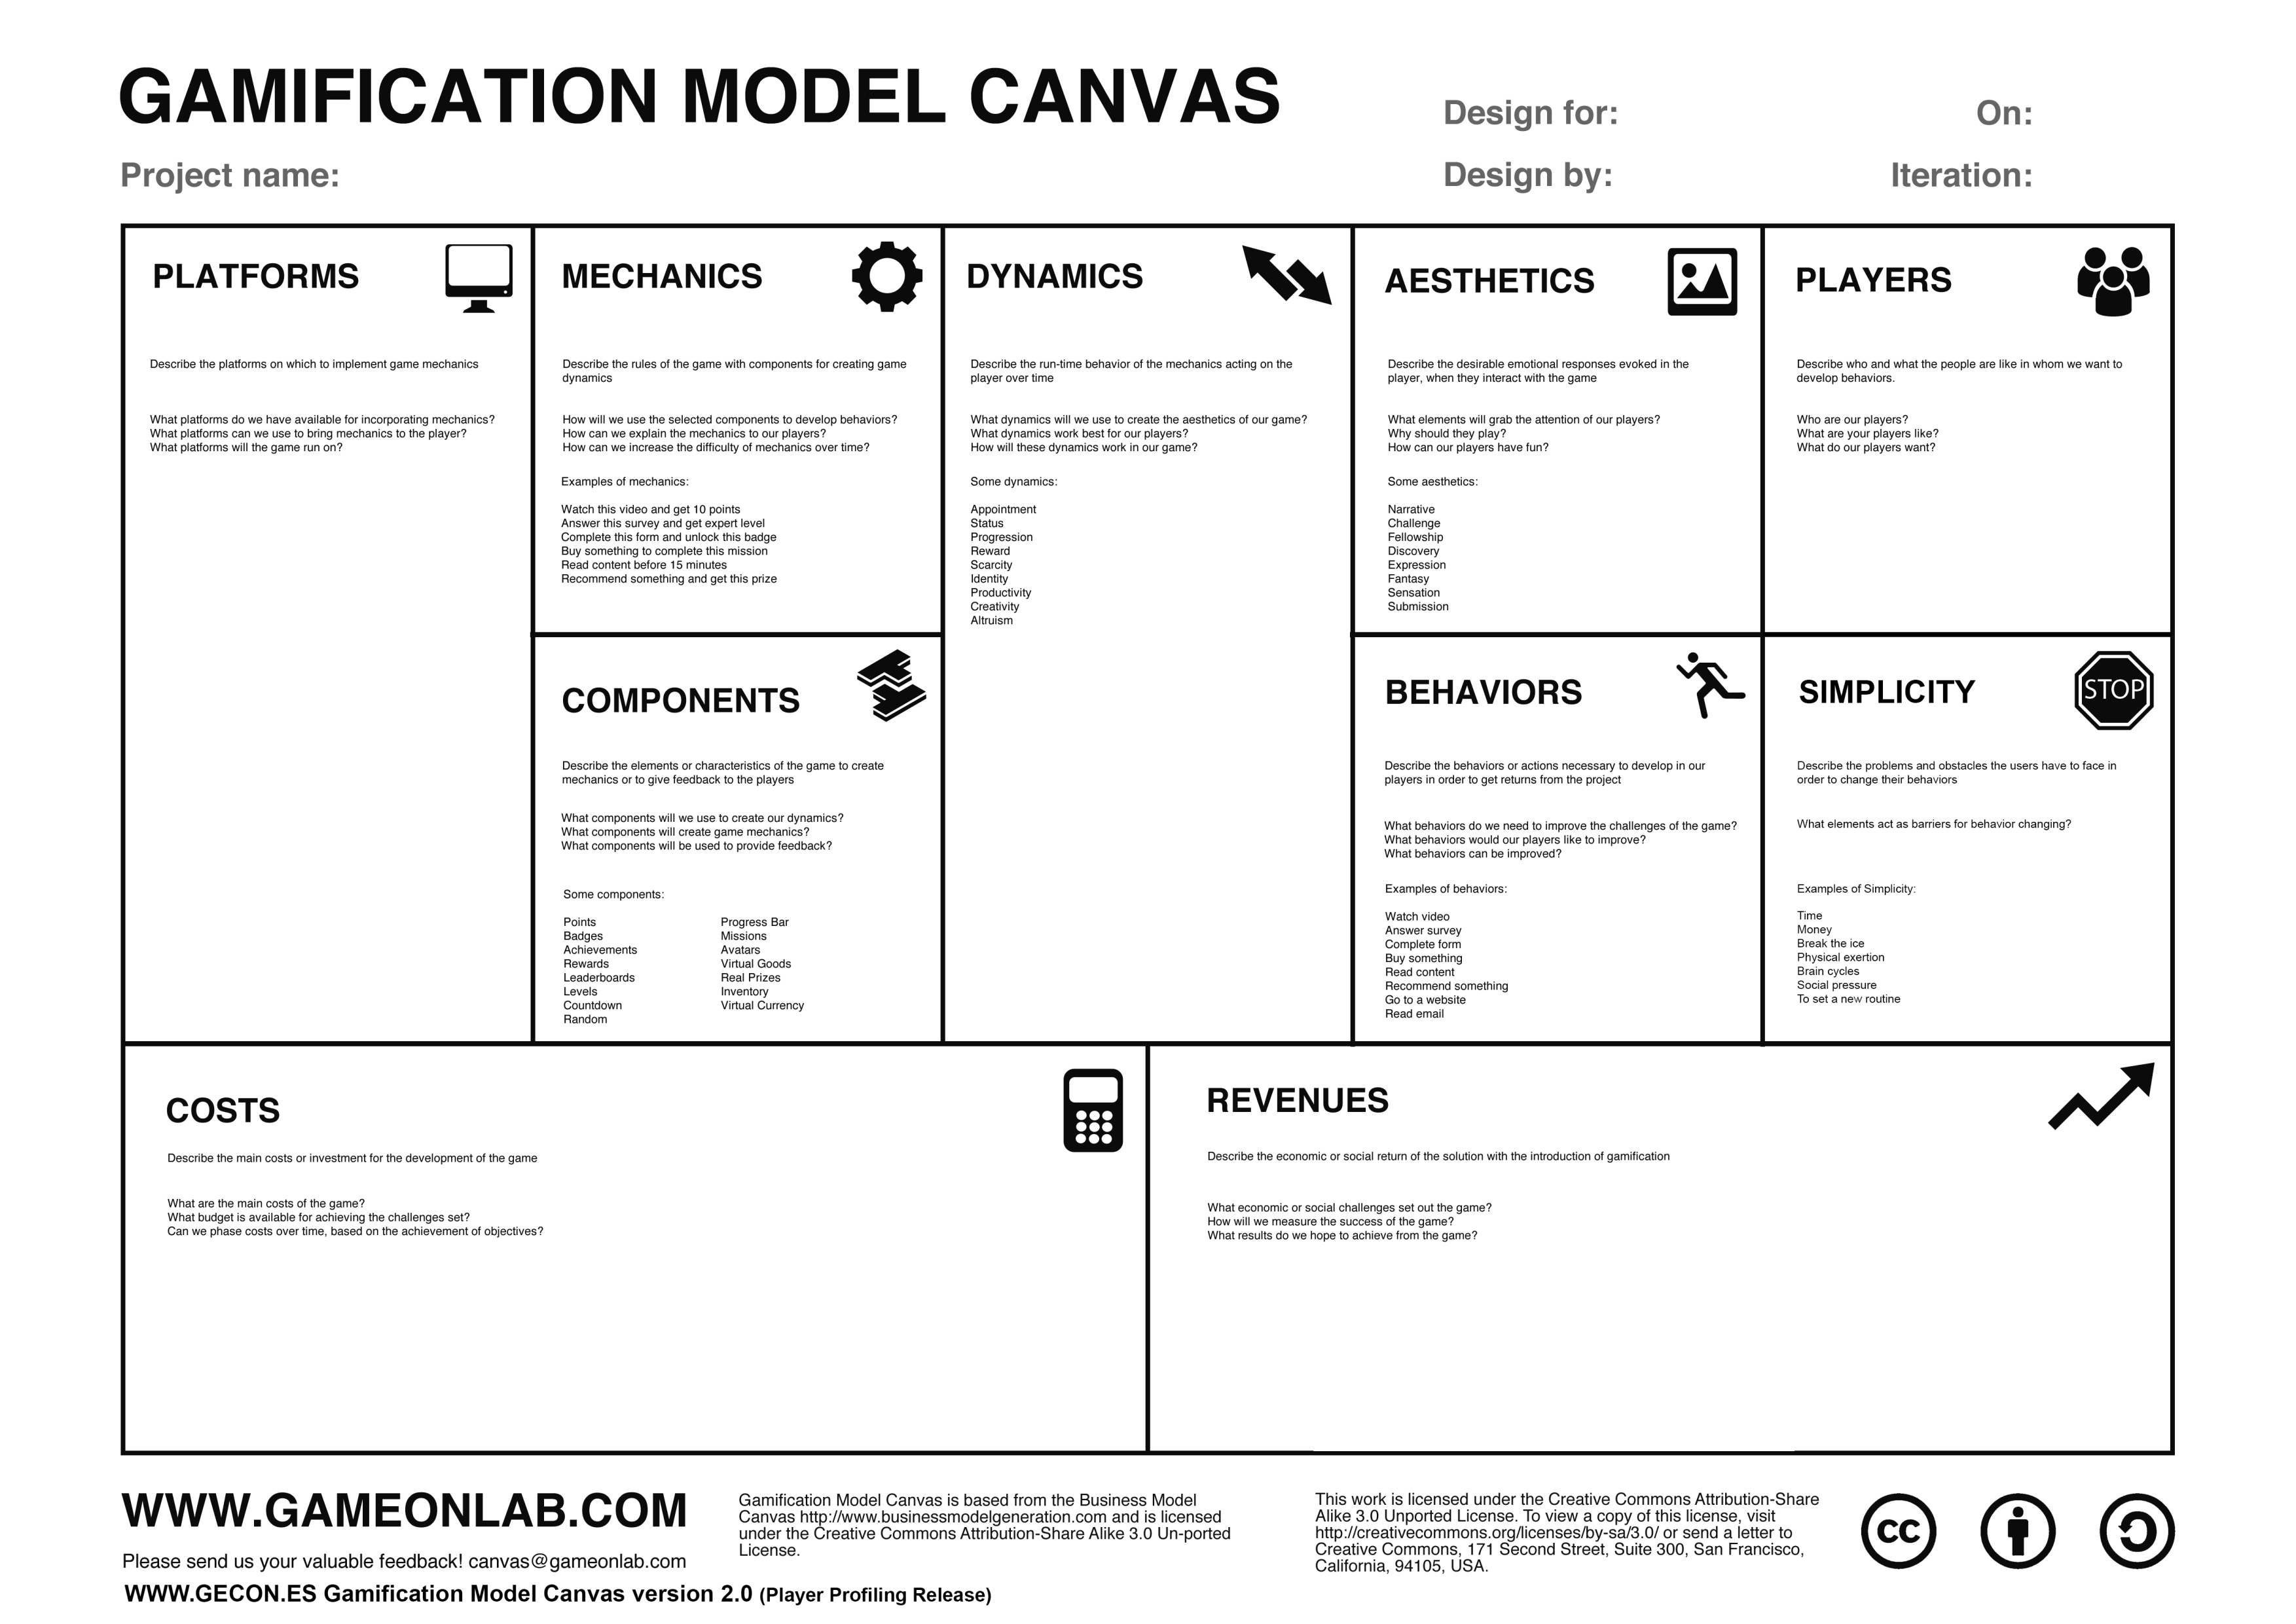 GAMIFICATION MODEL CANVAS
Design for:
On:
Project name:
Design by:
Iteration:
PLATFORMS
Describe the platforms on which to implement game mechanics
What platforms do we have available for incorporating mechanics?
What platforms can we use to bring mechanics to the player?
What platforms will the game run on?
MECHANICS
Describe the rules of the game with components for creating game
dynamics
How will we use the selected components to develop behaviors?
How can we explain the mechanics to our players?
How can we increase the difficulty of mechanics over time?
Examples of mechanics:
Watch this video and get 10 points
Answer this survey and get expert level
Complete this form and unlock this badge
Buy something to complete this mission
Read content before 15 minutes
Recommend something and get this prize
COMPONENTS
Describe the elements or characteristics of the game to create
mechanics or to give feedback to the players
What components will we use to create our dynamics?
What components will create game mechanics?
What components will be used to provide feedback?
Some components:
Points
Badges
Achievements
Rewards
Leaderboards
Levels
Countdown
Random
Progress Bar
Missions
Avatars
Virtual Goods
Real Prizes
Inventory
Virtual Currency
DYNAMICS
Describe the run-time behavior of the mechanics acting on the
player over time
What dynamics will we use to create the aesthetics of our game?
What dynamics work best for our players?
How will these dynamics work in our game?
Some dynamics:
Appointment
Status
Progression
Reward
Scarcity
Identity
Productivity
Creativity
Altruism
AESTHETICS
Describe the desirable emotional responses evoked in the
player, when they interact with the game
What elements will grab the attention of our players?
Why should they play?
How can our players have fun?
Some aesthetics:
Narrative
Challenge
Fellowship
Discovery
Expression
Fantasy
Sensation
Submission
BEHAVIORS
Describe the behaviors or actions necessary to develop in our
players in order to get returns from the project
What behaviors do we need to improve the challenges of the game?
What behaviors would our players like to improve?
What behaviors can be improved?
Examples of behaviors:
Watch video
Answer survey
Complete form
Buy something
Read content
Recommend something
Go to a website
Read email
PLAYERS
Describe who and what the people are like in whom we want to
develop behaviors.
Who are our players?
What are your players like?
What do our players want?
SIMPLICITY
STOP
Describe the problems and obstacles the users have to face in
order to change their behaviors
What elements act as barriers for behavior changing?
Examples of Simplicity:
Time
Money
Break the ice
Physical exertion
Brain cycles
Social pressure
To set a new routine
COSTS
Describe the main costs or investment for the development of the game
What are the main costs of the game?
What budget is available for achieving the challenges set?
Can we phase costs over time, based on the achievement of objectives?
REVENUES
Describe the economic or social return of the solution with the introduction of gamification
What economic or social challenges set out the game?
How will we measure the success of the game?
What results do we hope to achieve from the game?
WWW.GAMEONLAB.COM
Please send us your valuable feedback! canvas@gameonlab.com
WWW.GECON.ES Gamification Model Canvas version 2.0 (Player Profiling Release)
Gamification Model Canvas is based from the Business Model
Canvas http://www.businessmodelgeneration.com and is licensed
under the Creative Commons Attribution-Share Alike 3.0 Un-ported
License.
This work is licensed under the Creative Commons Attribution-Share
Alike 3.0 Unported License. To view a copy of this license, visit
http://creativecommons.org/licenses/by-sa/3.0/ or send a letter to
Creative Commons, 171 Second Street, Suite 300, San Francisco,
California, 94105, USA.
cc